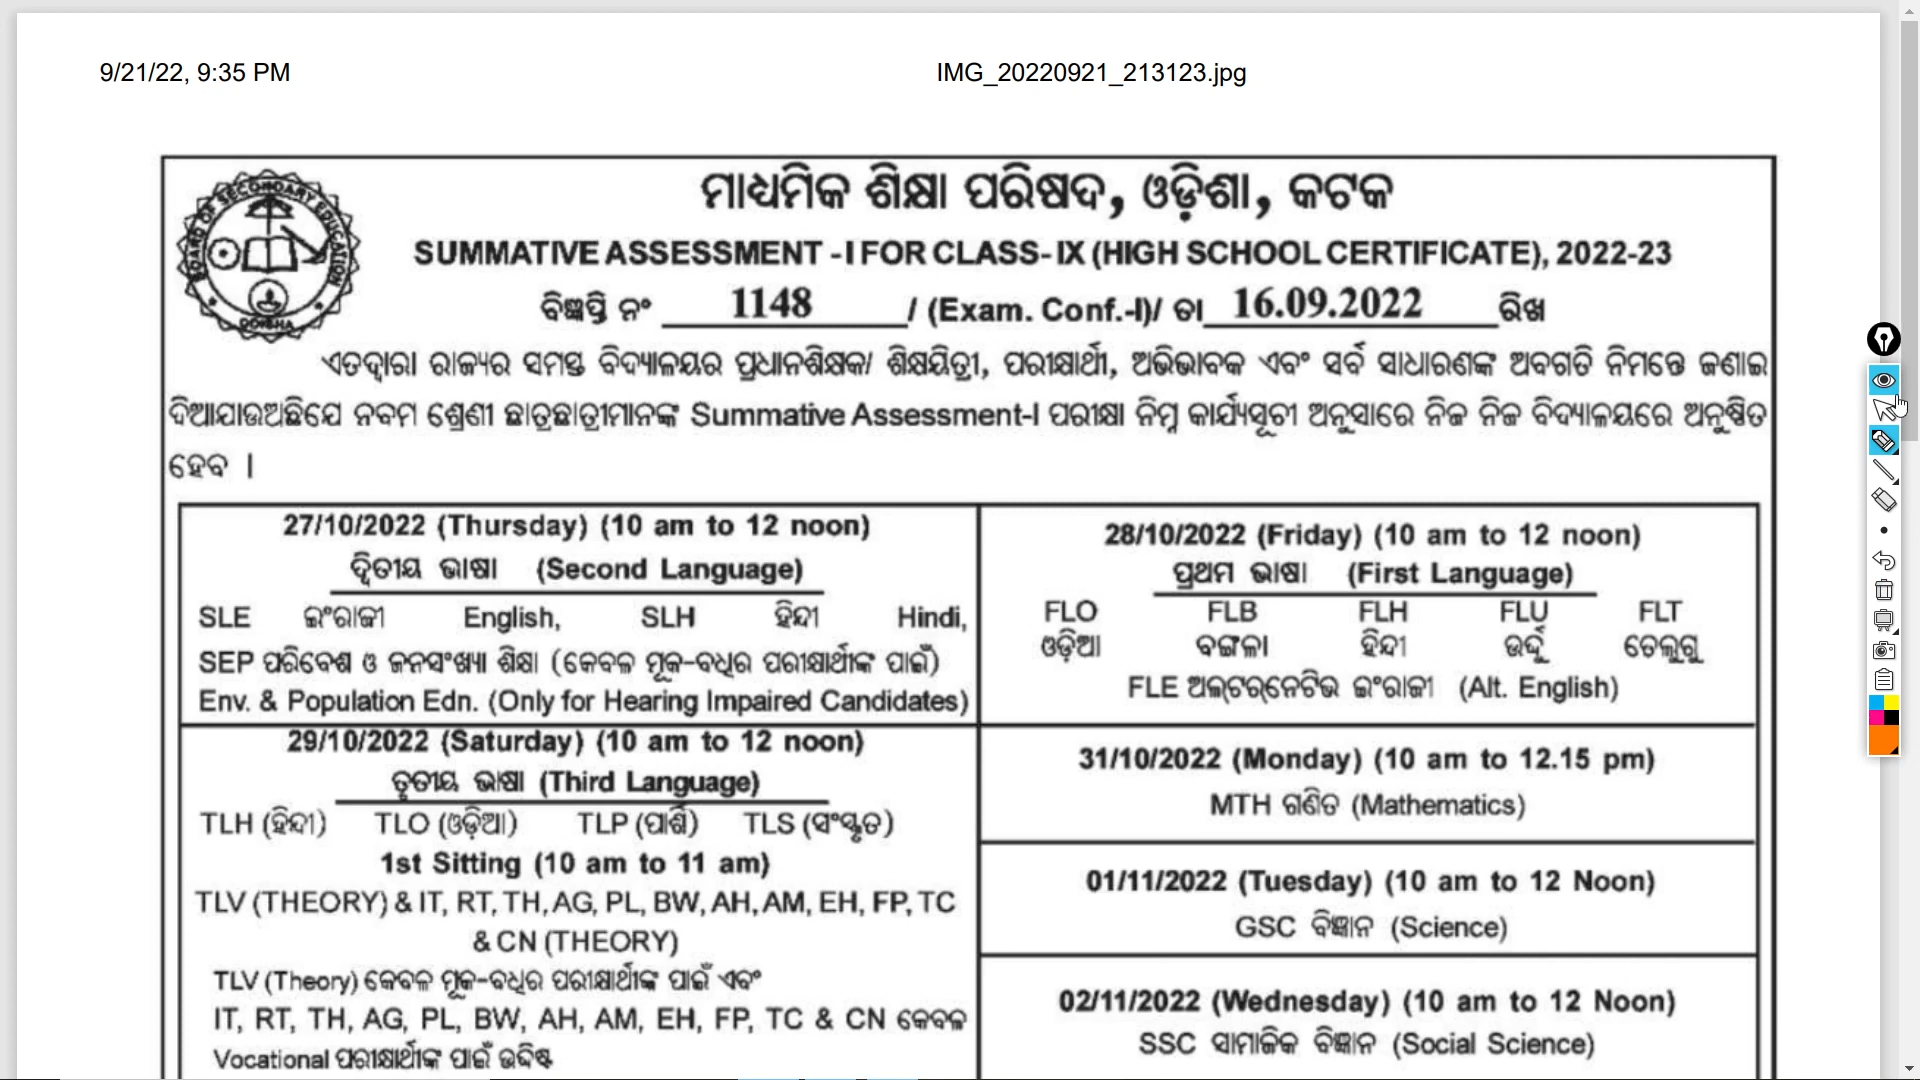 9/21/22, 9:35 PM
IMG_20220921_213123.jpg
BOARD OF SECONDARY EDUCATION
ODISHA
ମାଧ୍ୟମିକ ଶିକ୍ଷା ପରିଷଦ, ଓଡ଼ିଶା, କଟକ
SUMMATIVE ASSESSMENT -I FOR CLASS- IX (HIGH SCHOOL CERTIFICATE), 2022-23
ବିଜ୍ଞପ୍ତି ନଂ 1148 / (Exam. Conf.-I)/ ତା 16.09.2022 ରିଖ
ଏତଦ୍ଦ୍ୱାରା ରାଜ୍ୟର ସମସ୍ତ ବିଦ୍ୟାଳୟର ପ୍ରଧାନଶିକ୍ଷକ/ ଶିକ୍ଷୟିତ୍ରୀ, ପରୀକ୍ଷାର୍ଥୀ, ଅଭିଭାବକ ଏବଂ ସର୍ବ ସାଧାରଣଙ୍କ ଅବଗତି ନିମନ୍ତେ ଜଣାଇ
ଦିଆଯାଉଅଛିଯେ ନବମ ଶ୍ରେଣୀ ଛାତ୍ରଛାତ୍ରୀମାନଙ୍କ Summative Assessment-I ପରୀକ୍ଷା ନିମ୍ନ କାର୍ଯ୍ୟସୂଚୀ ଅନୁସାରେ ନିଜ ନିଜ ବିଦ୍ୟାଳୟରେ ଅନୁଷ୍ଠିତ
ହେବ ।
27/10/2022 (Thursday) (10 am to 12 noon)
ଦ୍ୱିତୀୟ ଭାଷା (Second Language)
SLE ଇଂରାଜୀ English, SLH ହିନ୍ଦୀ Hindi,
SEP ପରିବେଶ ଓ ଜନସଂଖ୍ୟା ଶିକ୍ଷା (କେବଳ ମୂକ-ବଧିର ପରୀକ୍ଷାର୍ଥୀଙ୍କ ପାଇଁ)
Env. & Population Edn. (Only for Hearing Impaired Candidates)
28/10/2022 (Friday) (10 am to 12 noon)
ପ୍ରଥମ ଭାଷା (First Language)
FLO FLB FLH FLU FLT
ଓଡ଼ିଆ ବଙ୍ଗଳା ହିନ୍ଦୀ ଉର୍ଦ୍ଦୁ ତେଲୁଗୁ
FLE ଅଲ୍‌ଟର୍‌ନେଟିଭ ଇଂରାଜୀ (Alt. English)
29/10/2022 (Saturday) (10 am to 12 noon)
ତୃତୀୟ ଭାଷା (Third Language)
TLH (ହିନ୍ଦୀ) TLO (ଓଡ଼ିଆ) TLP (ପାର୍ଶି) TLS (ସଂସ୍କୃତ)
1st Sitting (10 am to 11 am)
TLV (THEORY) & IT, RT, TH, AG, PL, BW, AH, AM, EH, FP, TC
& CN (THEORY)
TLV (Theory) କେବଳ ମୂକ-ବଧିର ପରୀକ୍ଷାର୍ଥୀଙ୍କ ପାଇଁ ଏବଂ
IT, RT, TH, AG, PL, BW, AH, AM, EH, FP, TC & CN କେବଳ
Vocational ପରୀକ୍ଷାର୍ଥୀଙ୍କ ପାଇଁ ଉଦ୍ଦିଷ୍ଟ
31/10/2022 (Monday) (10 am to 12.15 pm)
MTH ଗଣିତ (Mathematics)
01/11/2022 (Tuesday) (10 am to 12 Noon)
GSC ବିଜ୍ଞାନ (Science)
02/11/2022 (Wednesday) (10 am to 12 Noon)
SSC ସାମାଜିକ ବିଜ୍ଞାନ (Social Science)